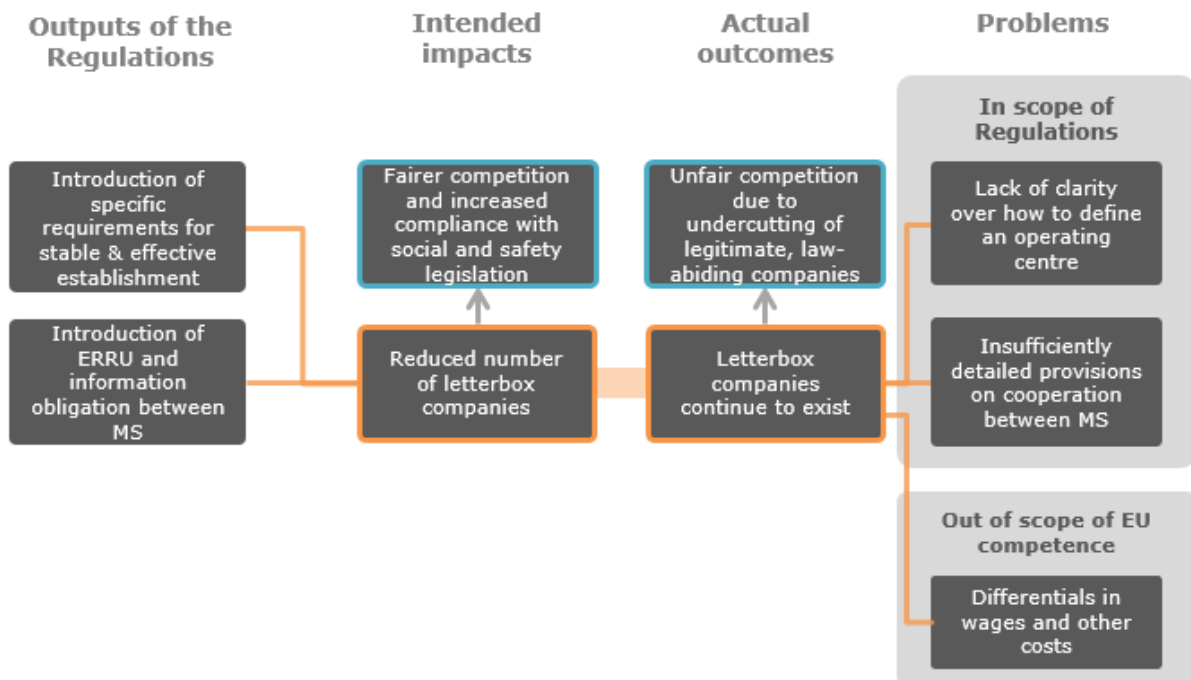 Outputs of the
Regulations
Intended
impacts
Actual
outcomes
Problems
In scope of
Regulations
Introduction of
specific
requirements for
stable & effective
establishment
Fairer competition
and increased
compliance with
social and safety
legislation
Unfair competition
due to
undercutting of
legitimate, law-
abiding companies
Lack of clarity
over how to define
an operating
centre
Introduction of
ERRU and
information
obligation between
MS
Reduced number
of letterbox
companies
Letterbox
companies
continue to exist
Insufficiently
detailed provisions
on cooperation
between MS
Out of scope of EU
competence
Differentials in
wages and other
costs